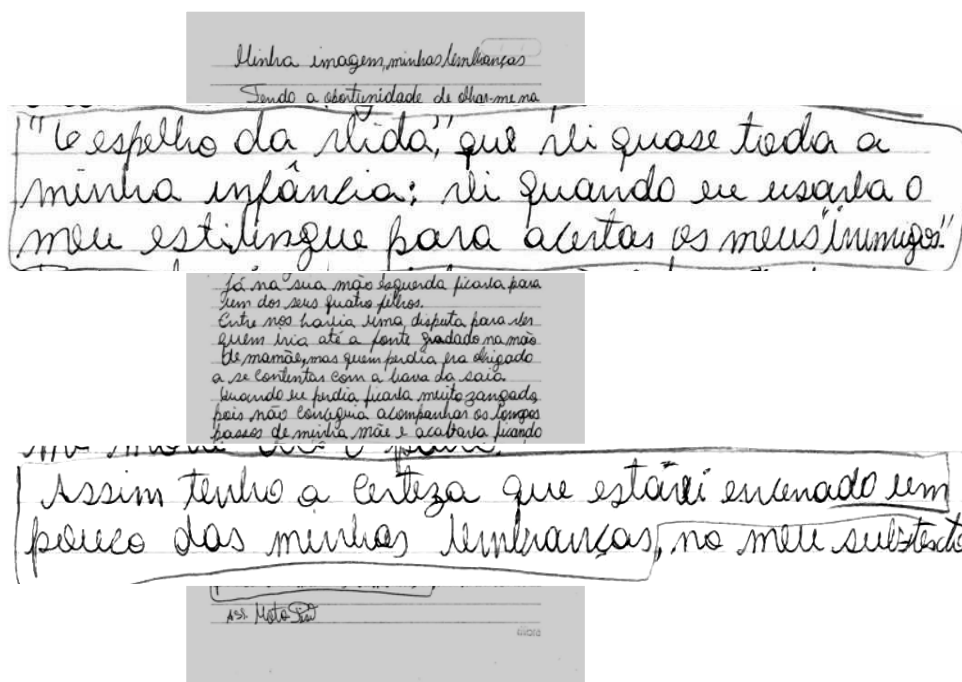 Minha imagem, minhas lembranças
Tendo a oportunidade de olhar-me na
"O espelho da vida", que vi quase toda a
minha infância: vi quando eu usava o
meu estilingue para acertas os meus "inimigos"
Já na sua mão esquerda ficava para
um dos seus quatro filhos.
Entre nós havia uma disputa para ver
quem iria até a fonte grudado na mão
de mamãe, mas quem perdia era obrigado
a se contentar com a barra da saia.
Quando eu perdia ficava muito zangado
pois não conseguia acompanhar os longos
passos de minha mãe e acabava ficando
Assim tenho a certeza que estarei encenado um
pouco das minhas lembranças, no meu subtexto
Ass.